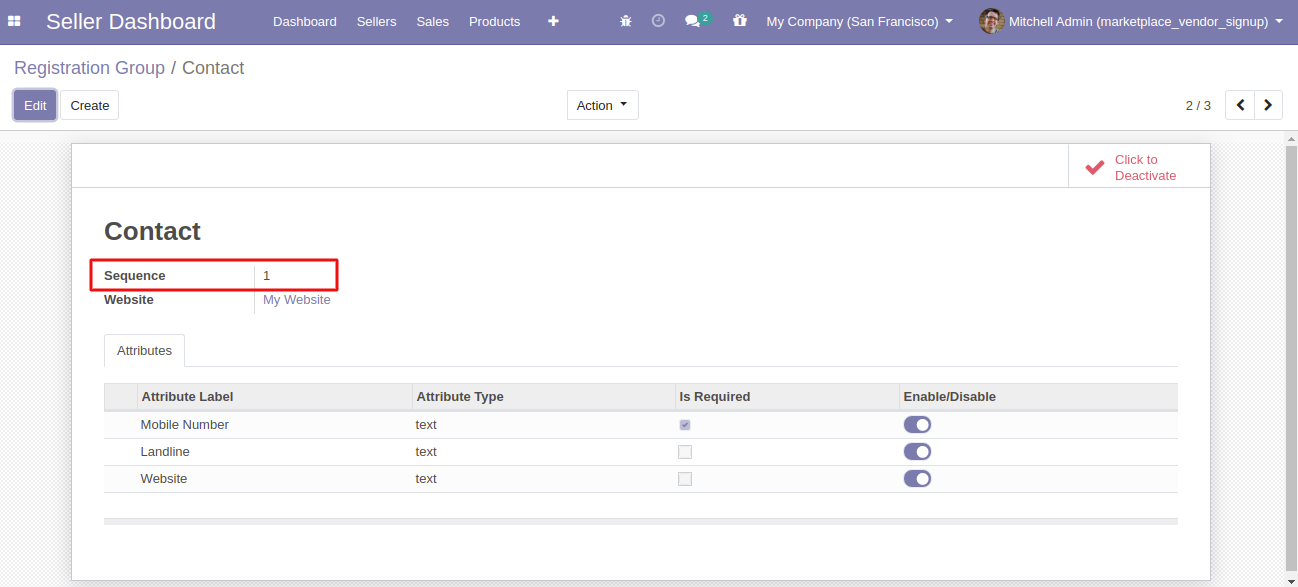 Seller Dashboard Dashboard Sellers Sales Products 2 My Company (San Francisco) Mitchell Admin (marketplace_vendor_signup)
Registration Group / Contact
Edit Create Action 2 / 3
Click to
Deactivate
Contact
Sequence 1
Website My Website
Attributes
Attribute Label Attribute Type Is Required Enable/Disable
Mobile Number text
Landline text
Website text